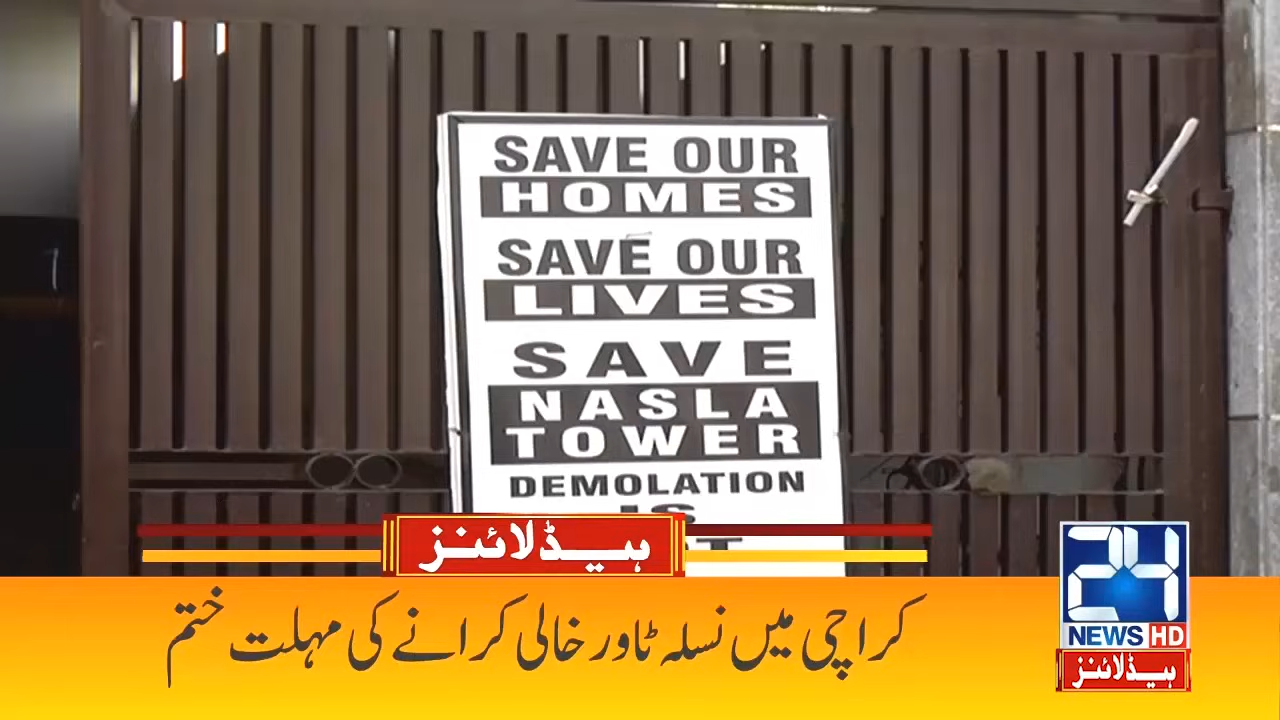 SAVE OUR
HOMES
SAVE OUR
LIVES
SAVE
NASLA
TOWER
DEMOLATION
IS
ہیڈلائنز
کراچی میں نسلہ ٹاور خالی کرانے کی مہلت ختم
24
NEWS HD
ہیڈلائنز